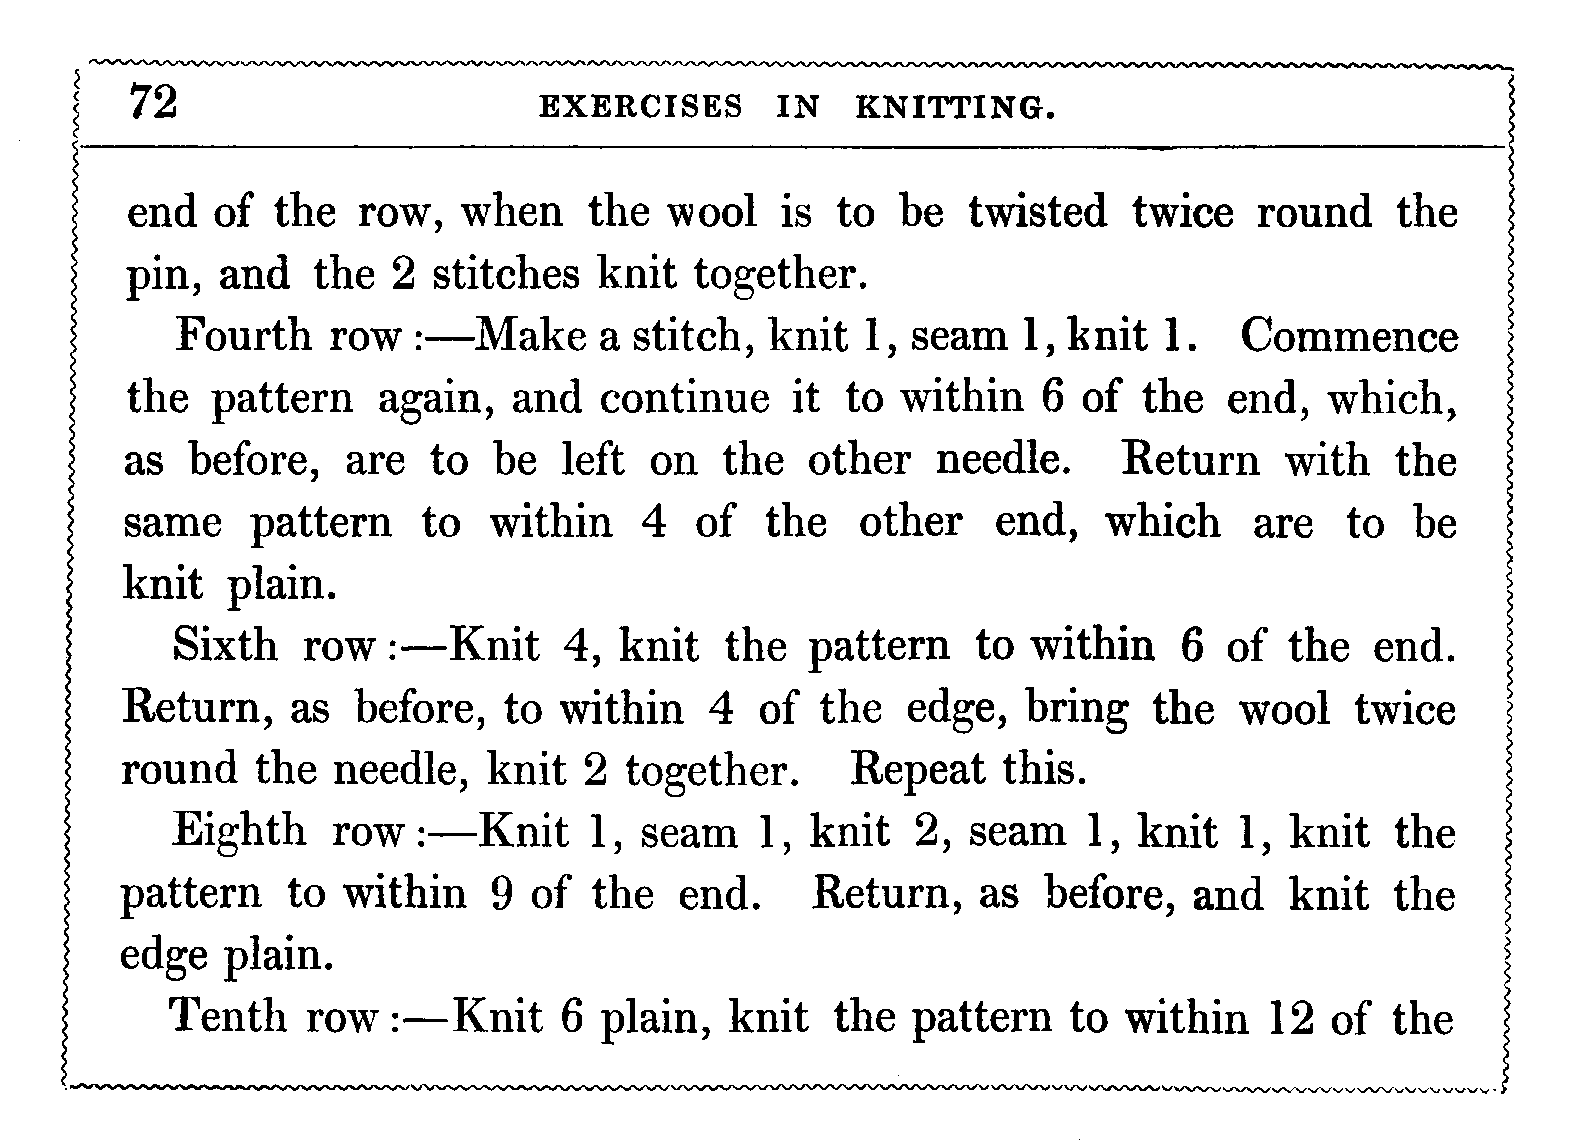 72 EXERCISES IN KNITTING.
end of the row, when the wool is to be twisted twice round the
pin, and the 2 stitches knit together.
Fourth row :—Make a stitch, knit 1, seam 1, knit 1. Commence
the pattern again, and continue it to within 6 of the end, which,
as before, are to be left on the other needle. Return with the
same pattern to within 4 of the other end, which are to be
knit plain.
Sixth row :—Knit 4, knit the pattern to within 6 of the end.
Return, as before, to within 4 of the edge, bring the wool twice
round the needle, knit 2 together. Repeat this.
Eighth row :—Knit 1, seam 1, knit 2, seam 1, knit 1, knit the
pattern to within 9 of the end. Return, as before, and knit the
edge plain.
Tenth row :—Knit 6 plain, knit the pattern to within 12 of the